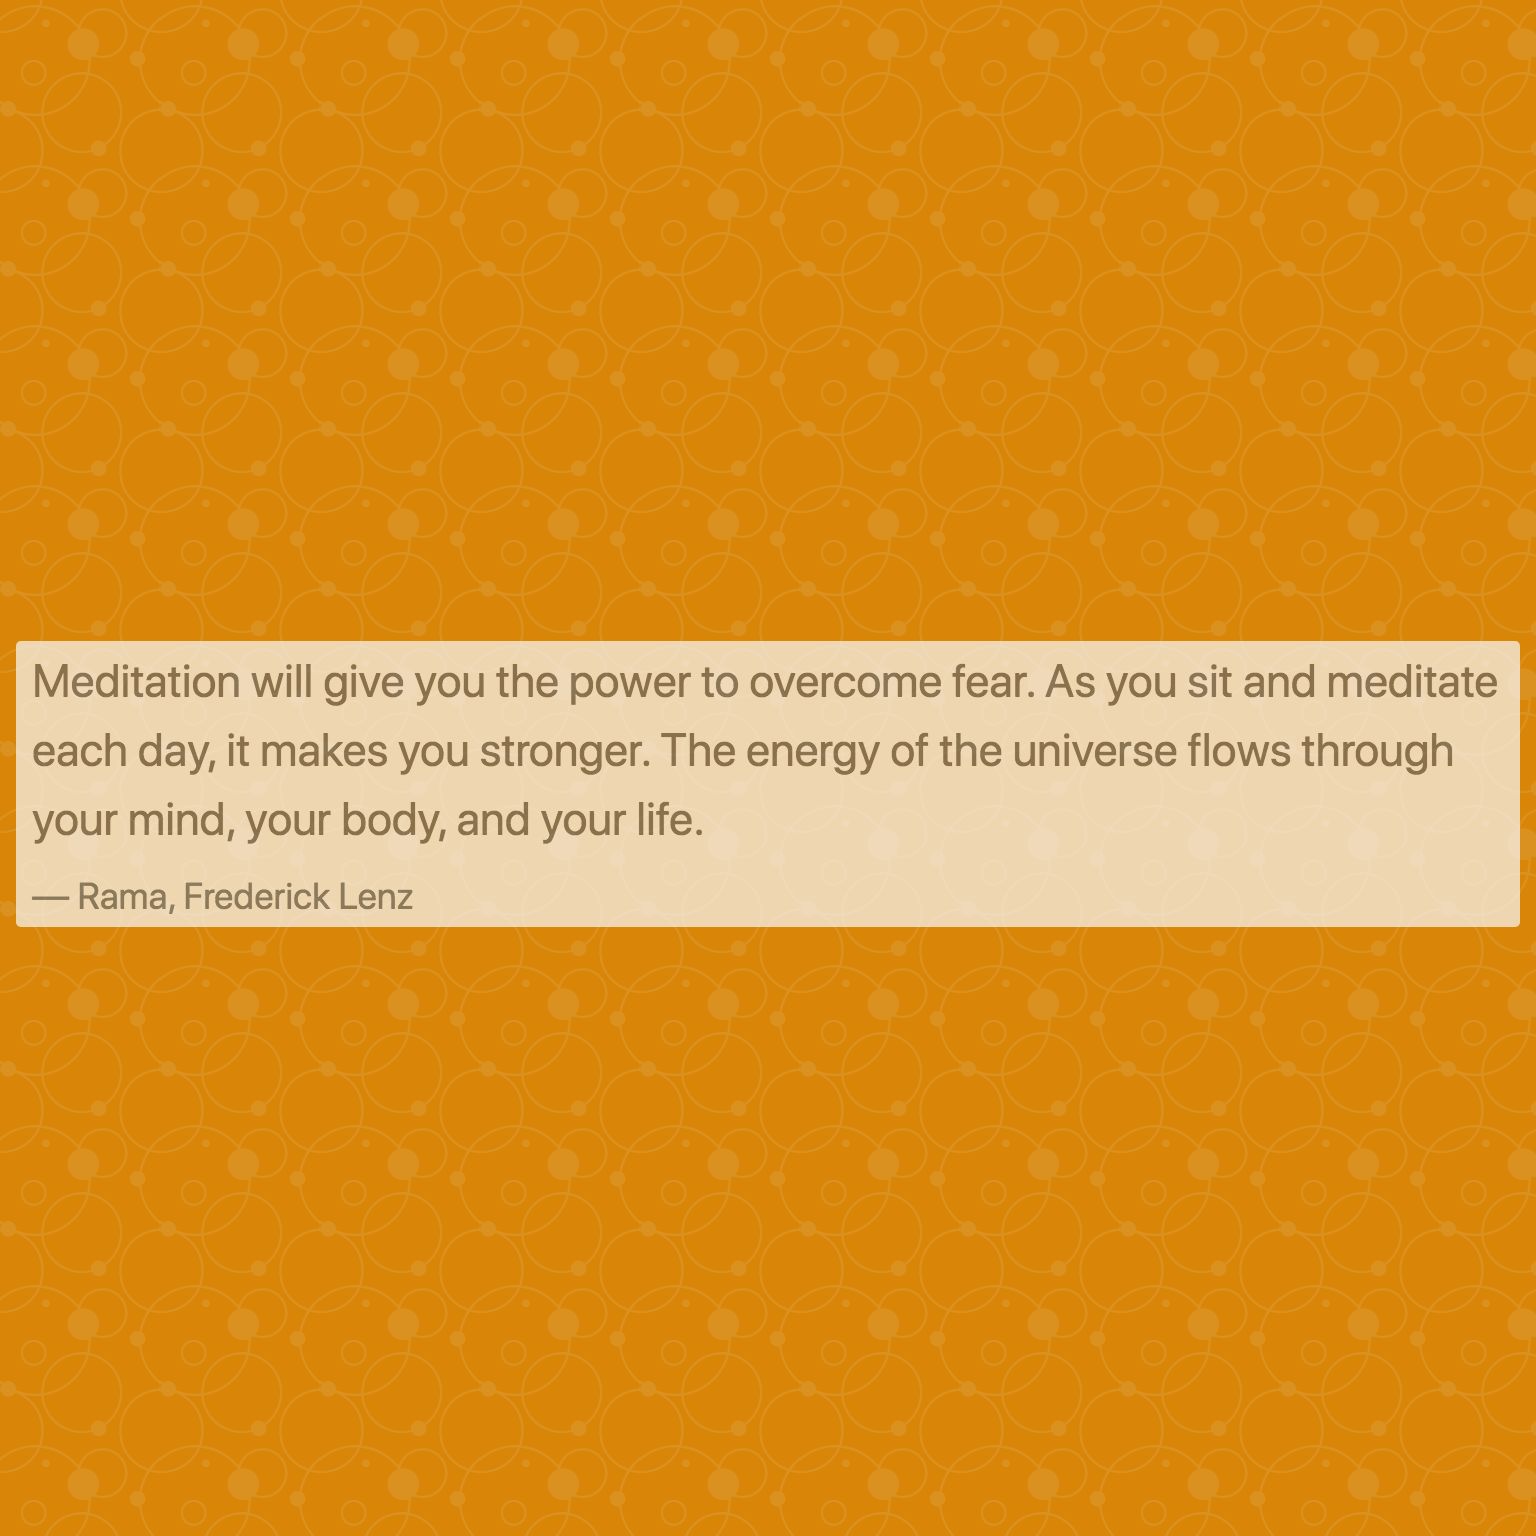 Meditation will give you the power to overcome fear. As you sit and meditate
each day, it makes you stronger. The energy of the universe flows through
your mind, your body, and your life.
— Rama, Frederick Lenz